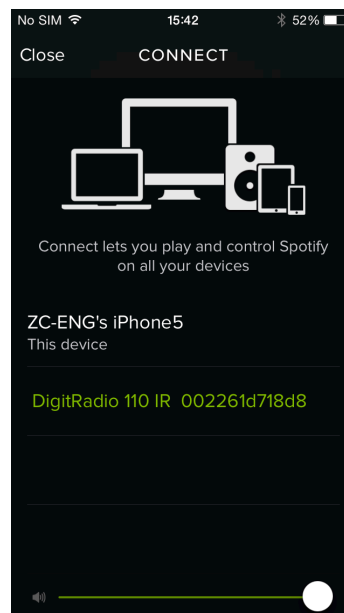 No SIM 15:42 52%
Close CONNECT
Connect lets you play and control Spotify
on all your devices
ZC-ENG's iPhone5
This device
DigitRadio 110 IR 002261d718d8